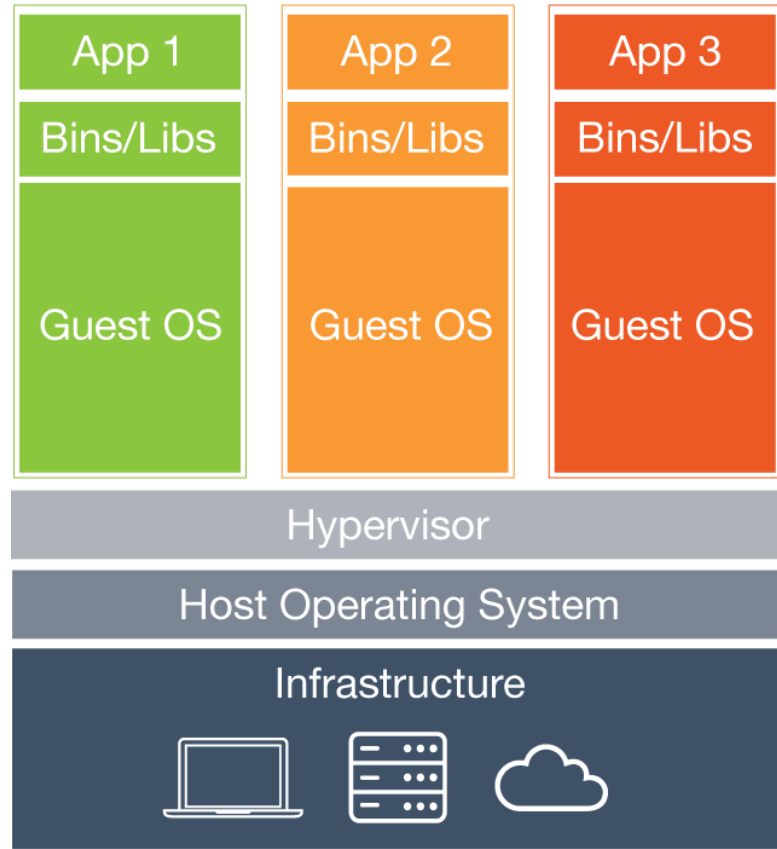 App 1
App 2
App 3
Bins/Libs
Bins/Libs
Bins/Libs
Guest OS
Guest OS
Guest OS
Hypervisor
Host Operating System
Infrastructure